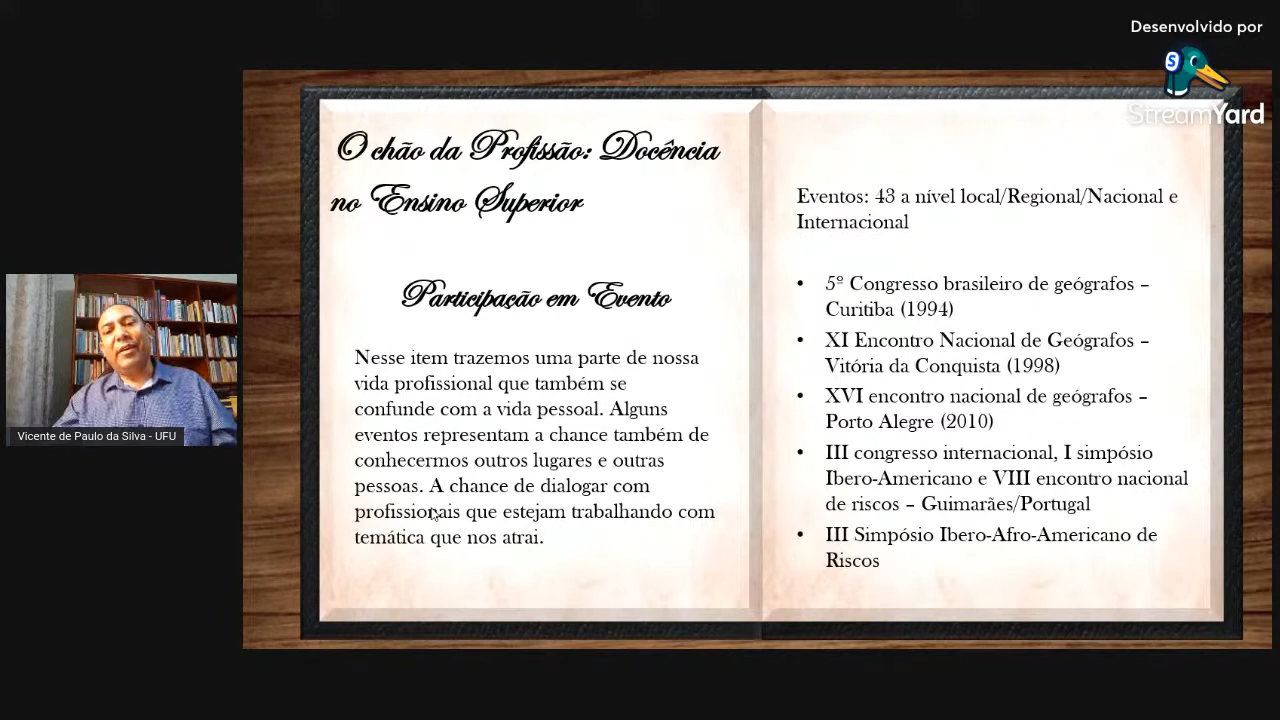 Desenvolvido por
StreamYard
O chão da Profissão: Docência
no Ensino Superior
Participação em Evento
Nesse item trazemos uma parte de nossa
vida profissional que também se
confunde com a vida pessoal. Alguns
eventos representam a chance também de
conhecermos outros lugares e outras
pessoas. A chance de dialogar com
profissionais que estejam trabalhando com
temática que nos atrai.
Eventos: 43 a nível local/Regional/Nacional e
Internacional
• 5º Congresso brasileiro de geógrafos –
Curitiba (1994)
• XI Encontro Nacional de Geógrafos –
Vitória da Conquista (1998)
• XVI encontro nacional de geógrafos –
Porto Alegre (2010)
• III congresso internacional, I simpósio
Ibero-Americano e VIII encontro nacional
de riscos – Guimarães/Portugal
• III Simpósio Ibero-Afro-Americano de
Riscos
Vicente de Paulo da Silva - UFU